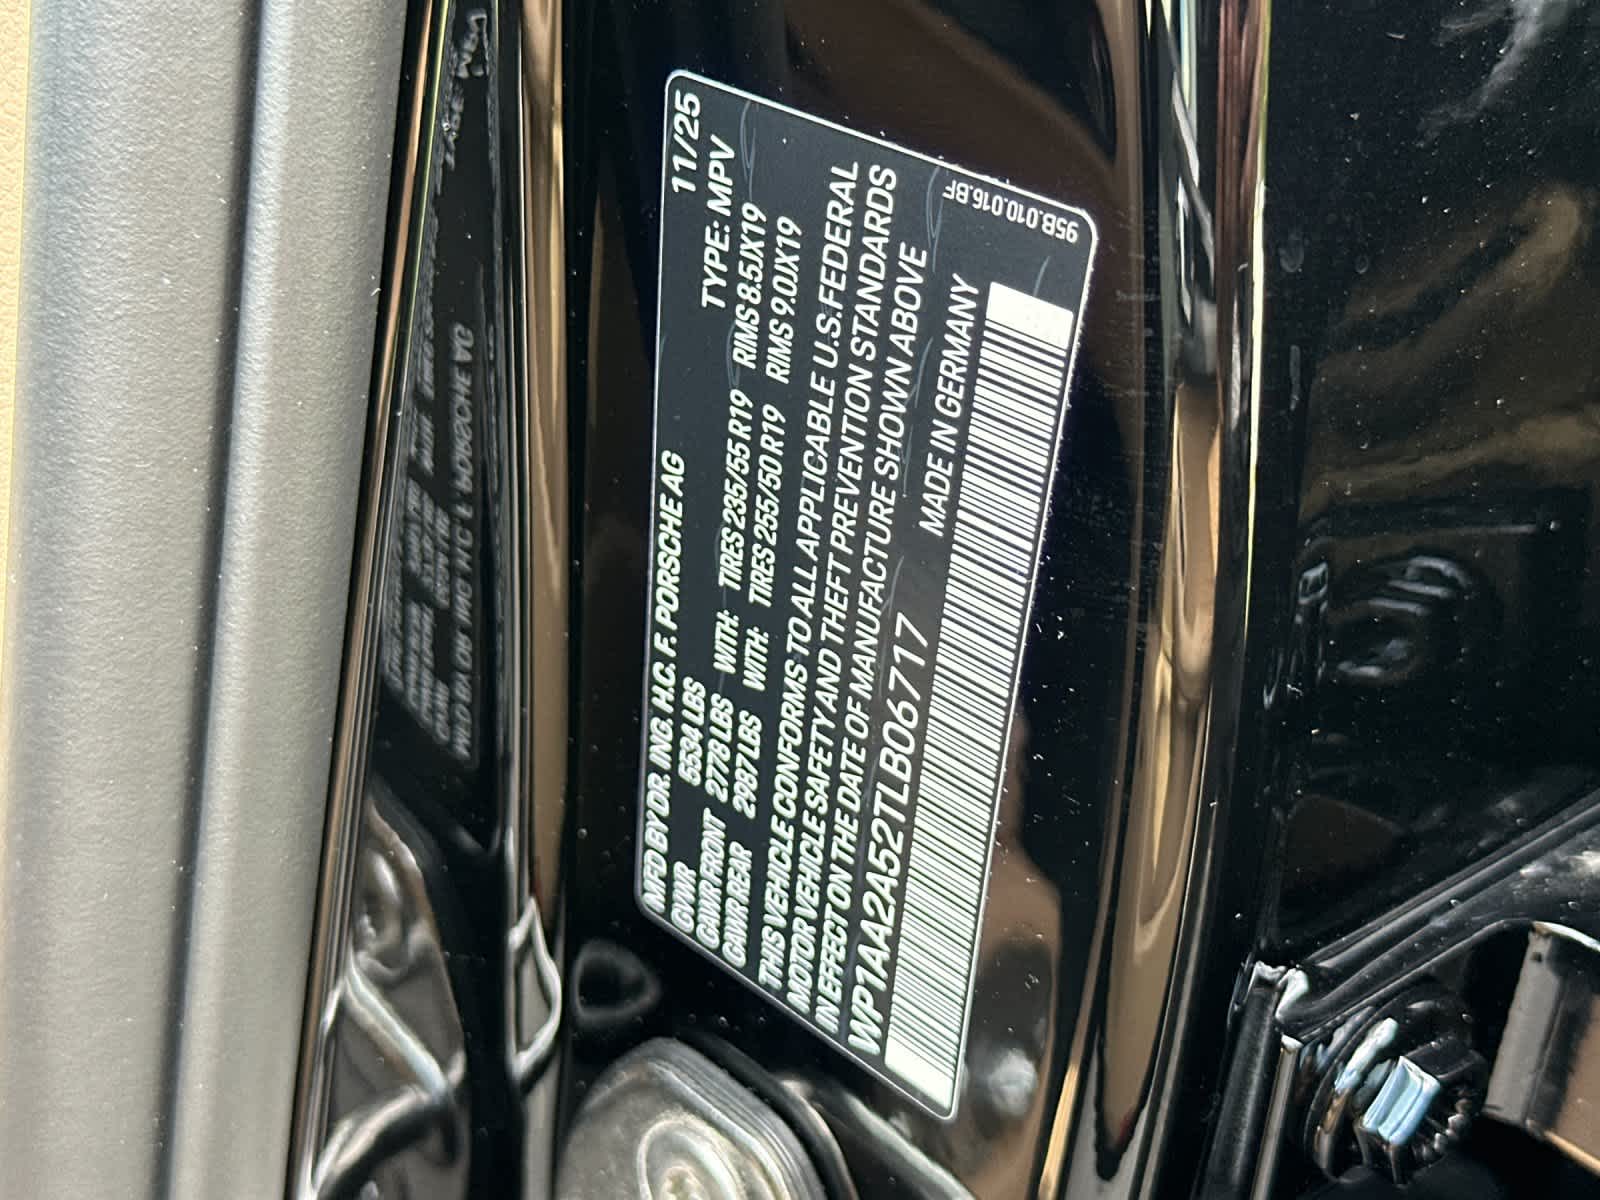 MFD BY DR. ING. H.C. F. PORSCHE AG 11/25
GVWR 5534 LBS TYPE: MPV
GAWR FRONT 2778 LBS WITH: TIRES 235/55 R19 RIMS 8.5JX19
GAWR REAR 2987 LBS WITH: TIRES 255/50 R19 RIMS 9.0JX19
THIS VEHICLE CONFORMS TO ALL APPLICABLE U.S.FEDERAL
MOTOR VEHICLE SAFETY AND THEFT PREVENTION STANDARDS
IN EFFECT ON THE DATE OF MANUFACTURE SHOWN ABOVE
WP1AA2A52TLB06717 MADE IN GERMANY
95B.010.016.BF